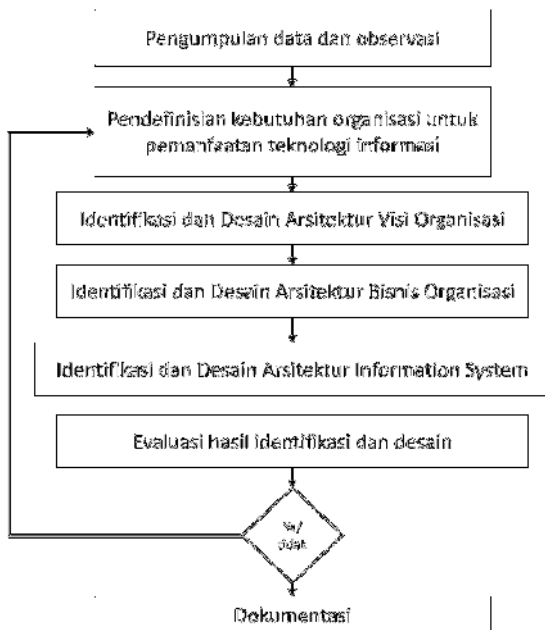 Pengumpulan data dan observasi
Pendefinisian kebutuhan organisasi untuk
pemanfaatan teknologi informasi
Identifikasi dan Desain Arsitektur Visi Organisasi
Identifikasi dan Desain Arsitektur Bisnis Organisasi
Identifikasi dan Desain Arsitektur Information System
Evaluasi hasil identifikasi dan desain
Ya/
tidak
Dokumentasi